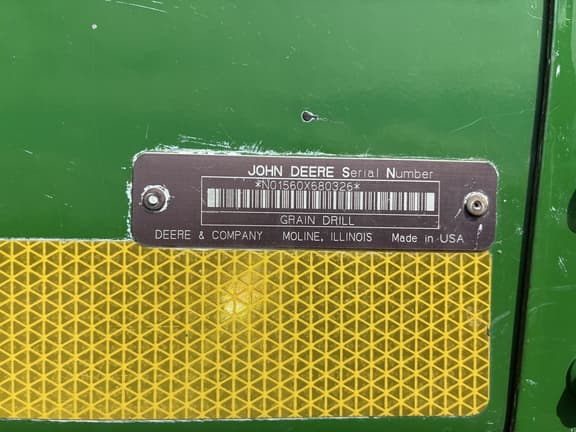 JOHN DEERE Serial Number
*N01560X680326*
GRAIN DRILL
DEERE & COMPANY MOLINE, ILLINOIS Made in USA